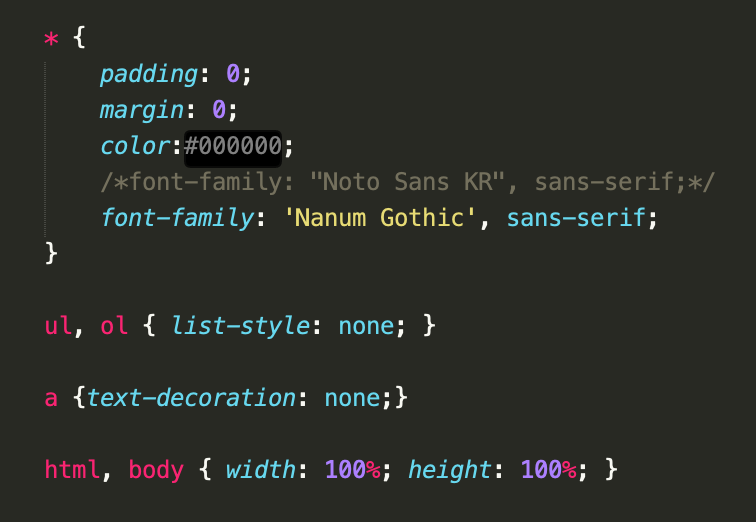 * {
padding: 0;
margin: 0;
color:#000000;
/*font-family: "Noto Sans KR", sans-serif;*/
font-family: 'Nanum Gothic', sans-serif;
}
ul, ol { list-style: none; }
a {text-decoration: none;}
html, body { width: 100%; height: 100%; }